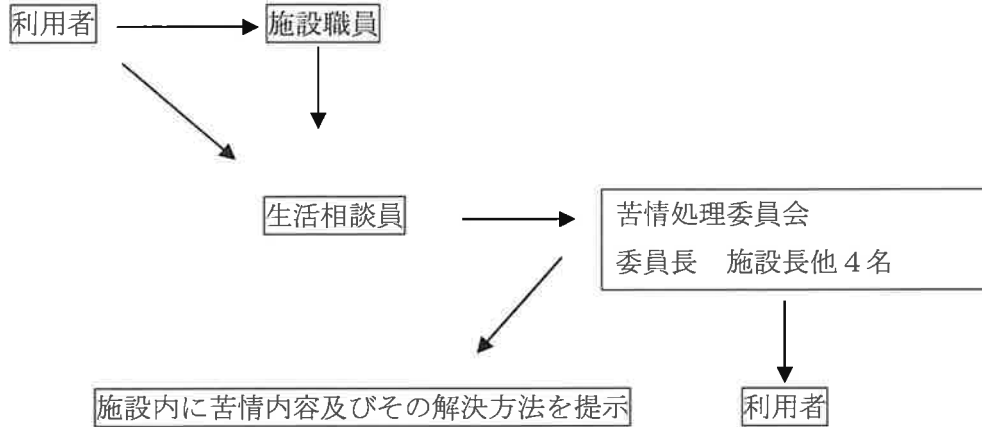 利用者
施設職員
生活相談員
苦情処理委員会
委員長　施設長他４名
施設内に苦情内容及びその解決方法を提示
利用者